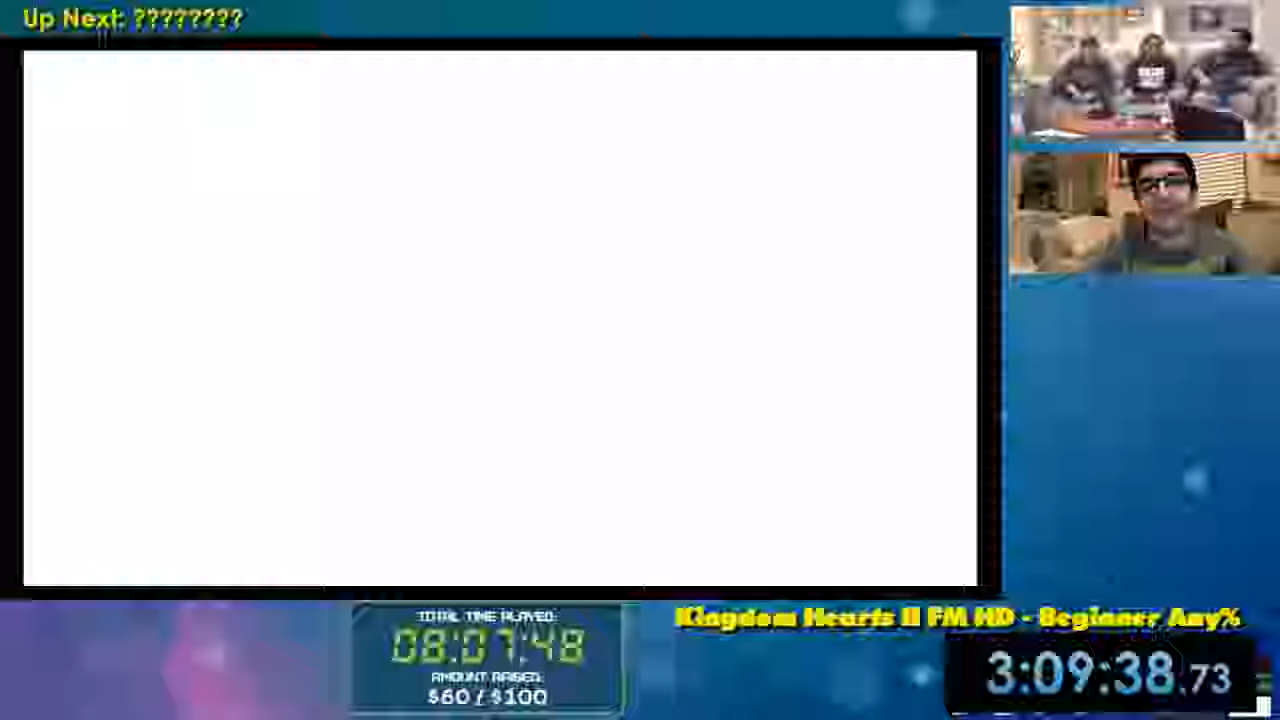 Up Next: ????????
TOTAL TIME PLAYED:
08:07:48
AMOUNT RAISED:
$60 / $100
Kingdom Hearts II FM HD - Beginner Any%
3:09:38.73